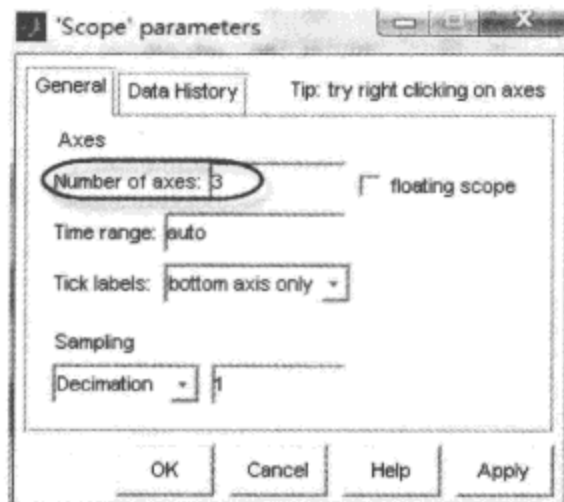 'Scope' parameters
General Data History Tip: try right clicking on axes
Axes
Number of axes: 3 floating scope
Time range: auto
Tick labels: bottom axis only
Sampling
Decimation 1
OK Cancel Help Apply